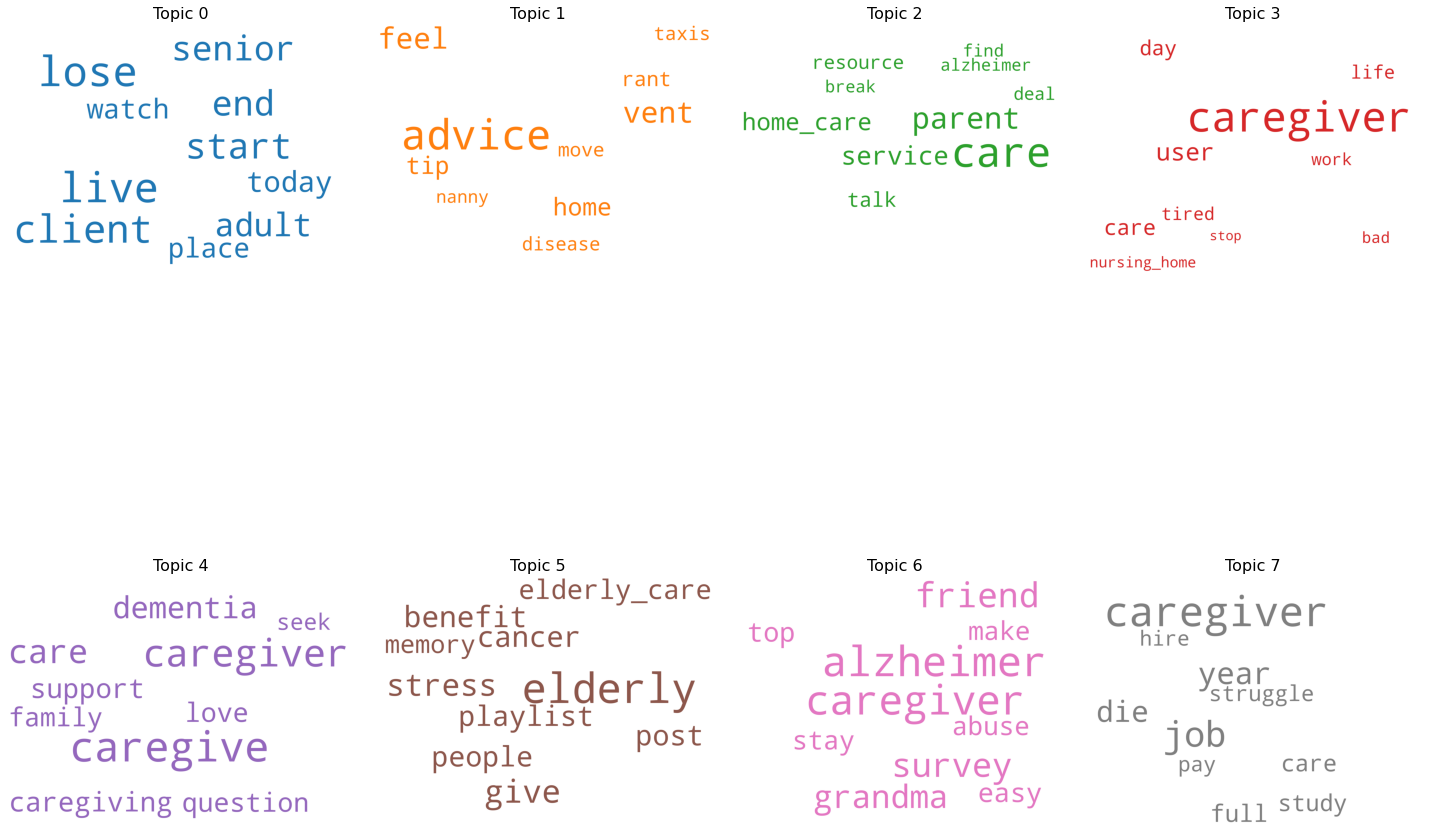 Topic 0
senior
lose
watch end
start
live today
client adult
place
Topic 1
feel taxis
rant
vent
advice
tip move
nanny home
disease
Topic 2
find
resource alzheimer
break deal
home_care parent
service care
talk
Topic 3
day
life
caregiver
user work
tired
care stop bad
nursing_home
Topic 4
dementia seek
care caregiver
support
family love
caregive
caregiving question
Topic 5
elderly_care
benefit
memory cancer
stress elderly
playlist
people post
give
Topic 6
friend
top make
alzheimer
caregiver
stay abuse
survey
grandma easy
Topic 7
caregiver
hire
year
struggle
die
job
pay care
full study